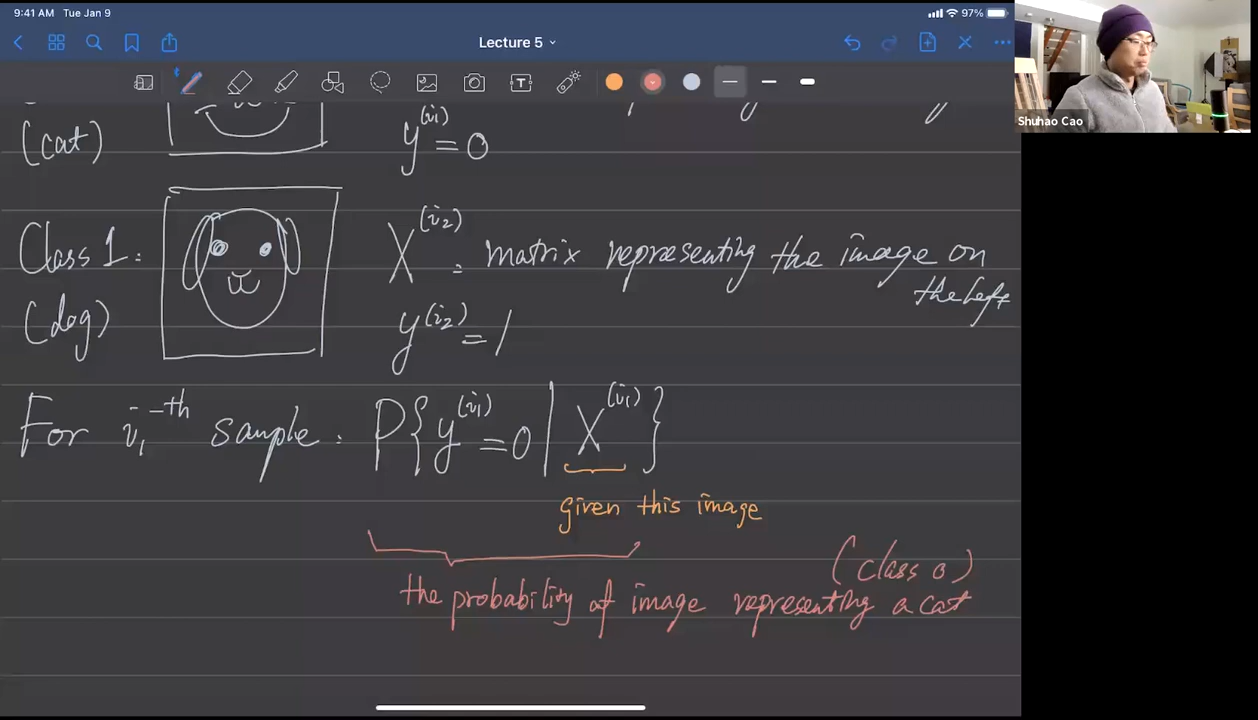 9:41 AM Tue Jan 9
97%
Lecture 5
Shuhao Cao
(cat)
y^(i₁) = 0
Class 1:
(dog)
X^(i₂) = matrix representing the image on
the left
y^(i₂) = 1
For i₁-th sample: P{y^(i₁) = 0 | X^(i₁)}
given this image
(class 0)
the probability of image representing a cat